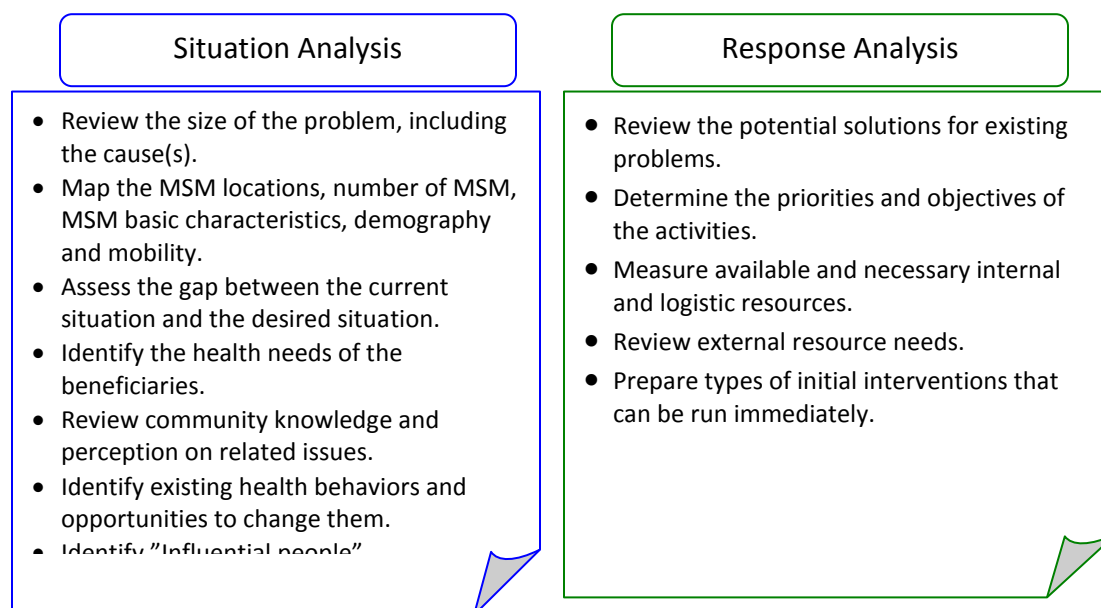 Situation Analysis
• Review the size of the problem, including
the cause(s).
• Map the MSM locations, number of MSM,
MSM basic characteristics, demography
and mobility.
• Assess the gap between the current
situation and the desired situation.
• Identify the health needs of the
beneficiaries.
• Review community knowledge and
perception on related issues.
• Identify existing health behaviors and
opportunities to change them.
• Identify ”Influential people”
Response Analysis
• Review the potential solutions for existing
problems.
• Determine the priorities and objectives of
the activities.
• Measure available and necessary internal
and logistic resources.
• Review external resource needs.
• Prepare types of initial interventions that
can be run immediately.